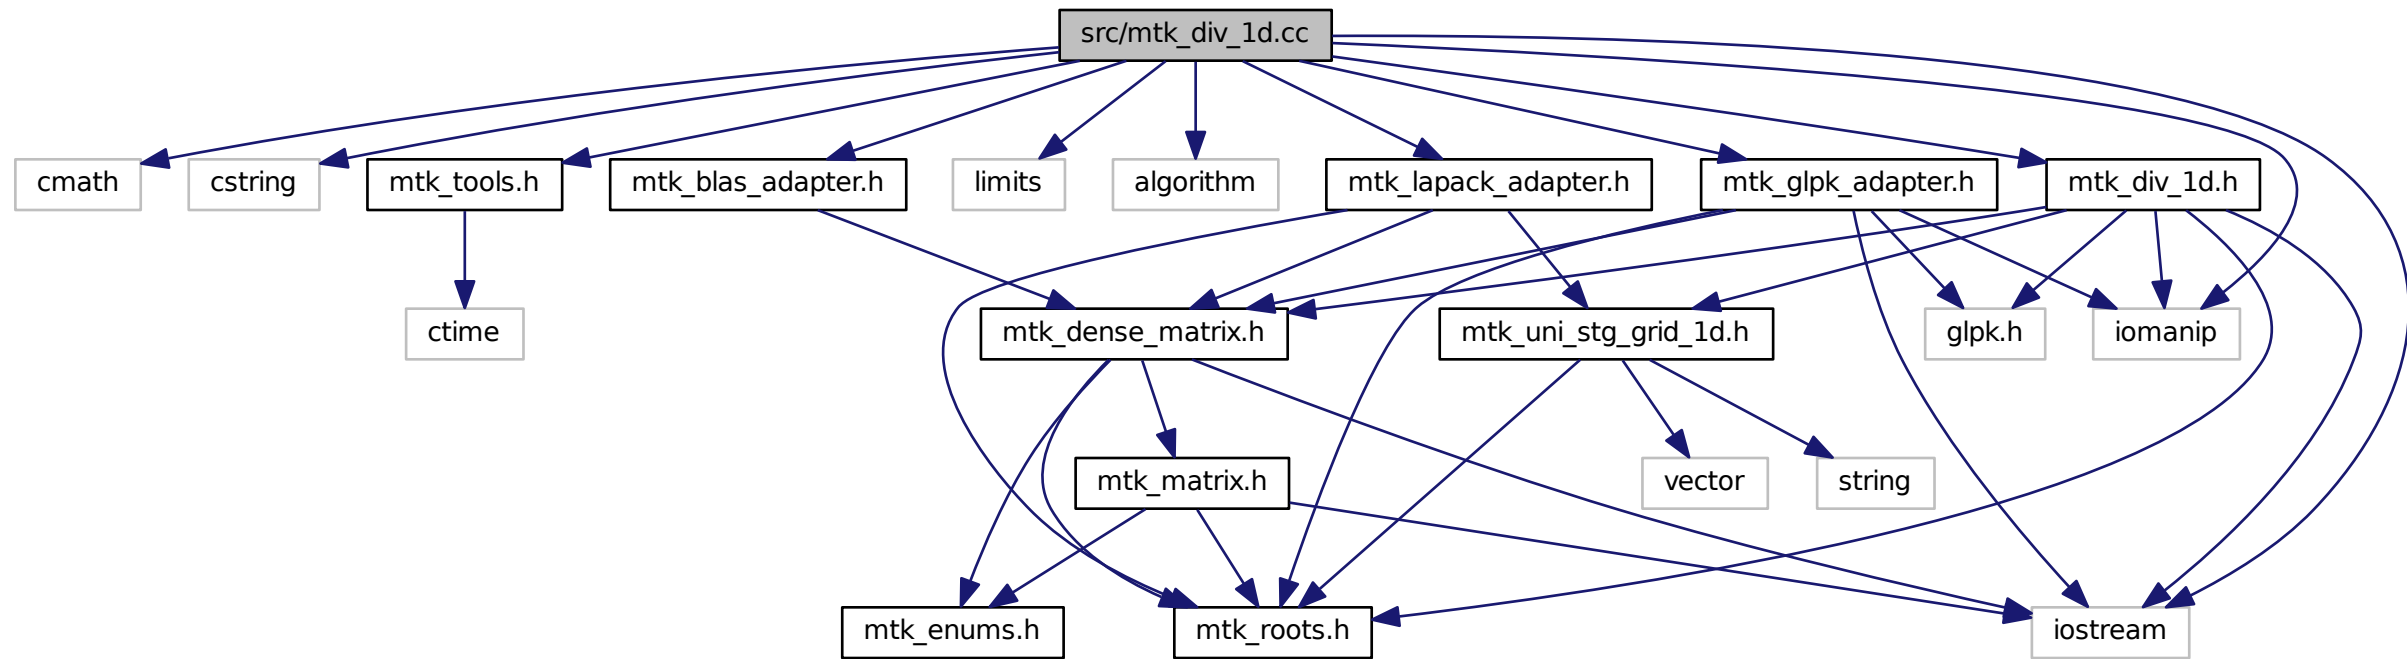 src/mtk_div_1d.cc
cmath
cstring
mtk_tools.h
mtk_blas_adapter.h
limits
algorithm
mtk_lapack_adapter.h
mtk_glpk_adapter.h
mtk_div_1d.h
ctime
mtk_dense_matrix.h
mtk_uni_stg_grid_1d.h
glpk.h
iomanip
mtk_matrix.h
vector
string
mtk_enums.h
mtk_roots.h
iostream